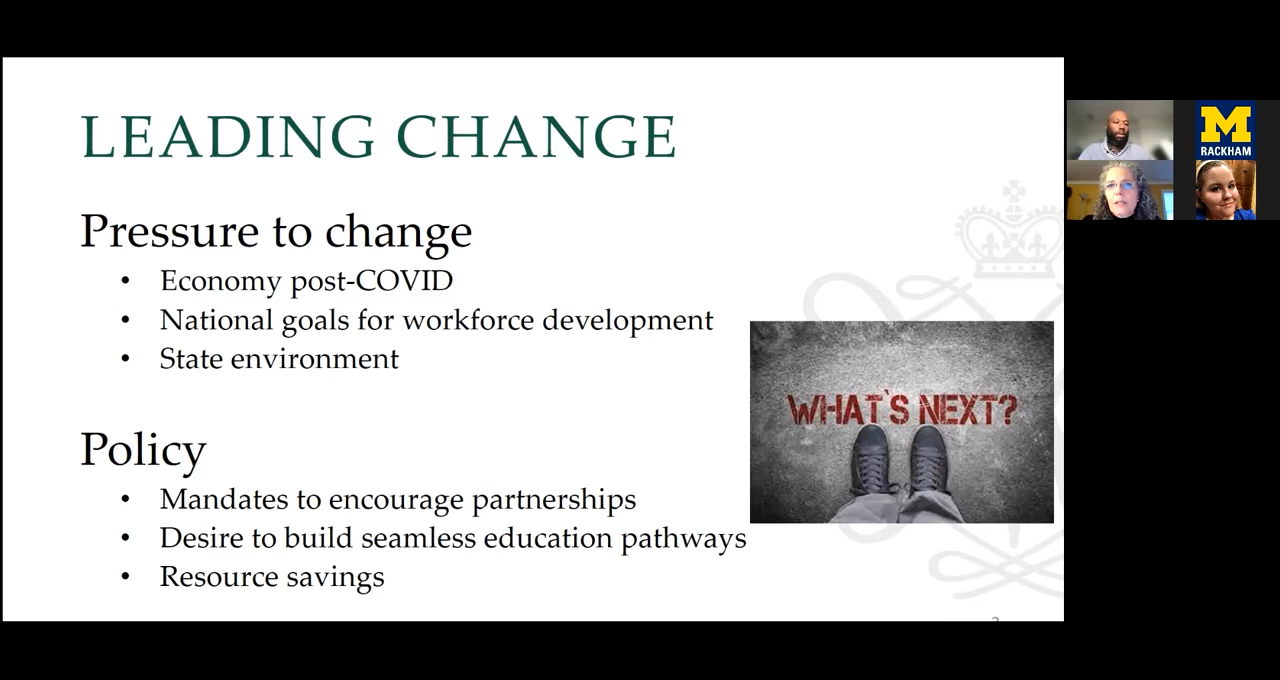 LEADING CHANGE
Pressure to change
• Economy post-COVID
• National goals for workforce development
• State environment
WHAT`S NEXT?
Policy
• Mandates to encourage partnerships
• Desire to build seamless education pathways
• Resource savings
M
RACKHAM